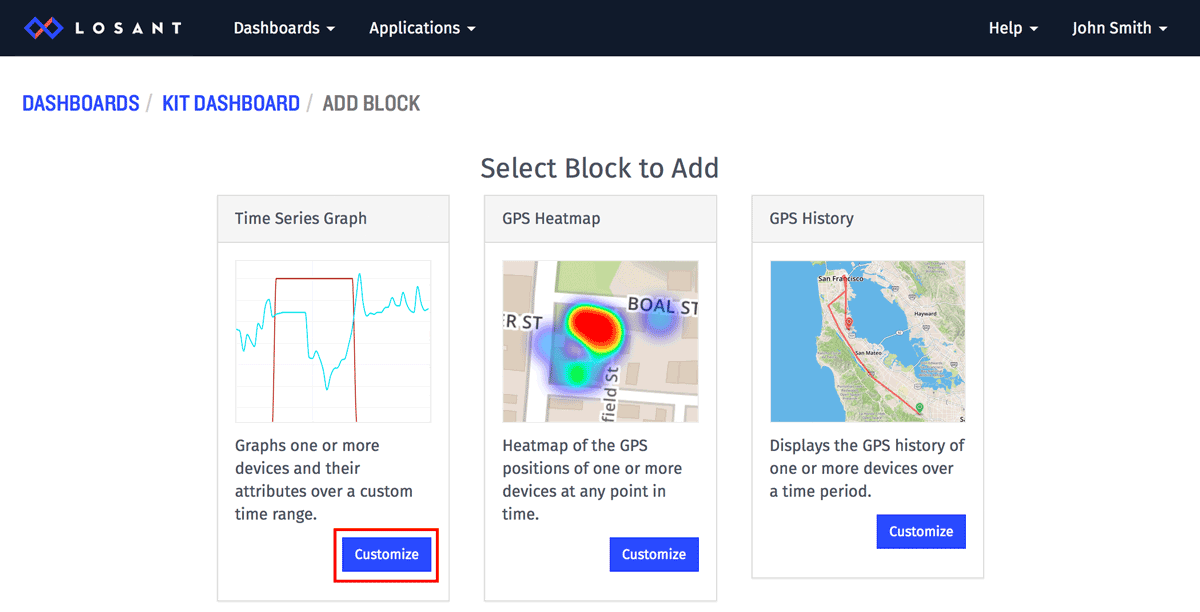 LOSANT Dashboards Applications Help John Smith
DASHBOARDS / KIT DASHBOARD / ADD BLOCK
Select Block to Add
Time Series Graph
Graphs one or more
devices and their
attributes over a custom
time range.
Customize
GPS Heatmap
BOAL ST
ER ST
field St
Heatmap of the GPS
positions of one or more
devices at any point in
time.
Customize
GPS History
San Francisco
Hayward
San Mateo
Displays the GPS history of
one or more devices over
a time period.
Customize